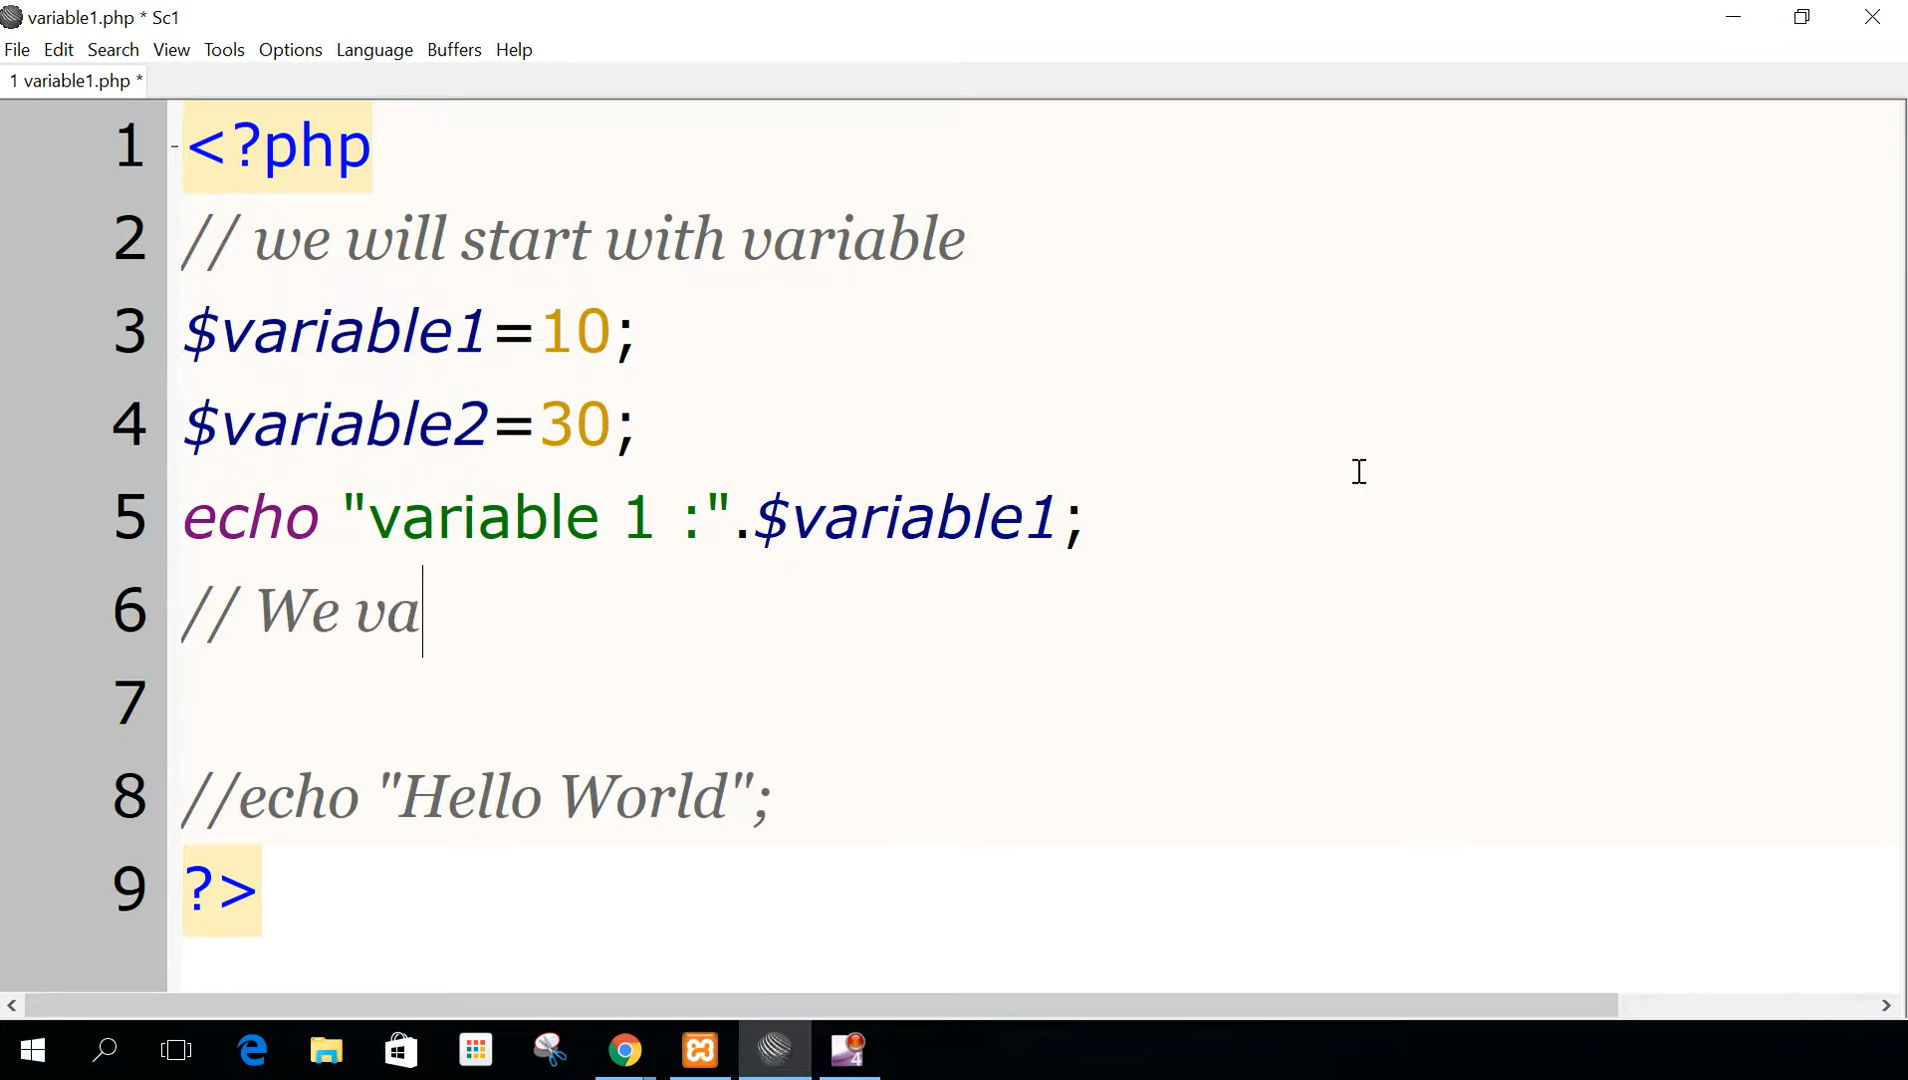 variable1.php * Sc1
File Edit Search View Tools Options Language Buffers Help
1 variable1.php *
1 <?php
2 // we will start with variable
3 $variable1=10;
4 $variable2=30;
5 echo "variable 1 :".$variable1;
6 // We va
7
8 //echo "Hello World";
9 ?>
4